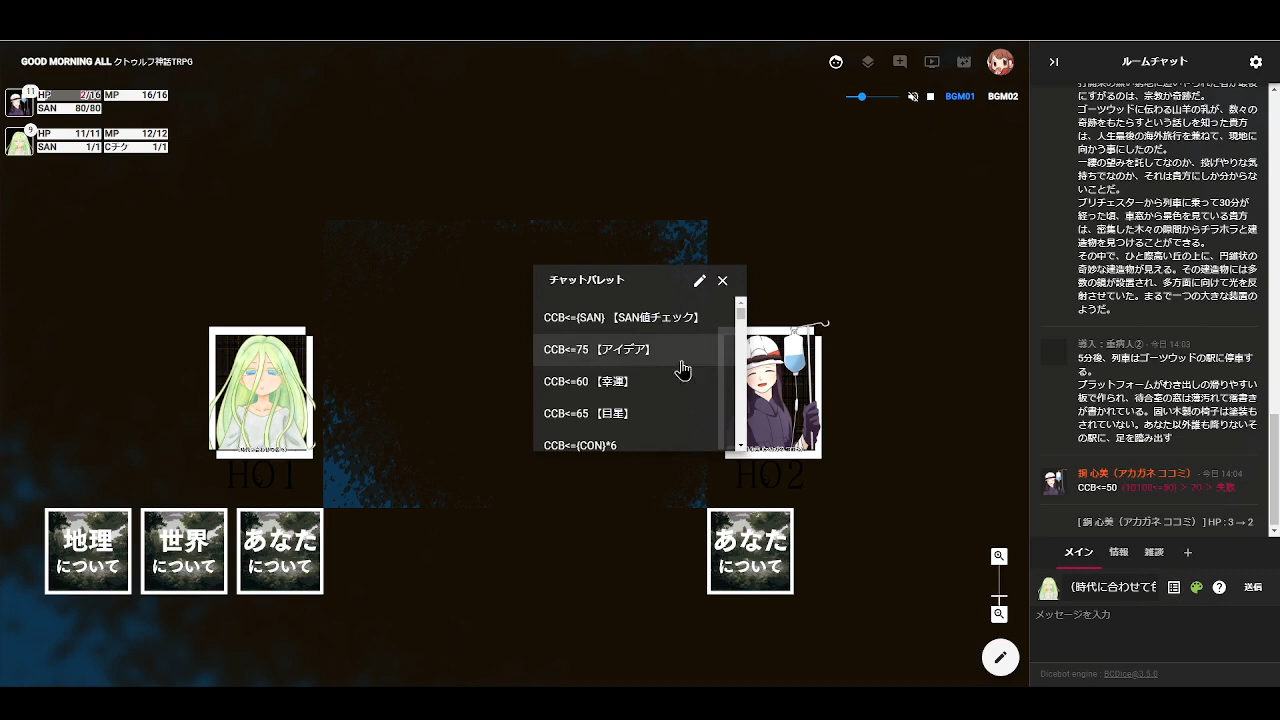 GOOD MORNING ALL クトゥルフ神話TRPG
11
HP 2/16 MP 16/16
SAN 80/80
9
HP 11/11 MP 12/12
SAN 1/1 Cチケ 1/1
BGM01 BGM02
チャットパレット
CCB<={SAN} 【SAN値チェック】
CCB<=75 【アイデア】
CCB<=60 【幸運】
CCB<=65 【目星】
CCB<={CON}*6
HO1
HO2
地理
について
世界
について
あなた
について
あなた
について
ルームチャット
にするのは、宗教か奇跡だ。
ゴーツウッドに伝わる山羊の乳が、数々の
奇跡をもたらすという話しを知った貴方
は、人生最後の海外旅行を兼ねて、現地に
向かう事にしたのだ。
一縷の望みを託してなのか、投げやりな気
持ちでなのか、それは貴方にしか分からな
いことだ。
ブリチェスターから列車に乗って30分が
経った頃、車窓から景色を見ている貴方
は、密集した木々の隙間からチラホラと建
造物を見つけることができる。
その中で、ひと際高い丘の上に、円錐状の
奇妙な建造物が見える。その建造物には多
数の鏡が設置され、多方面に向けて光を反
射させていた。まるで一つの大きな装置の
ようだ。
導入：重病人② - 今日 14:03
5分後、列車はゴーツウッドの駅に停車す
る。
プラットフォームがむき出しの滑りやすい
板で作られ、待合室の窓は薄汚れて落書き
が書かれている。固い木製の椅子は塗装も
されていない。あなた以外誰も降りないそ
の駅に、足を踏み出す
銅 心美（アカガネ ココミ） - 今日 14:04
CCB<=50 (1D100<=50) > 70 > 失敗
[ 銅 心美（アカガネ ココミ） ] HP : 3 → 2
メイン 情報 雑談 +
（時代に合わせても 送信
メッセージを入力
Dicebot engine : BCDice@3.5.0